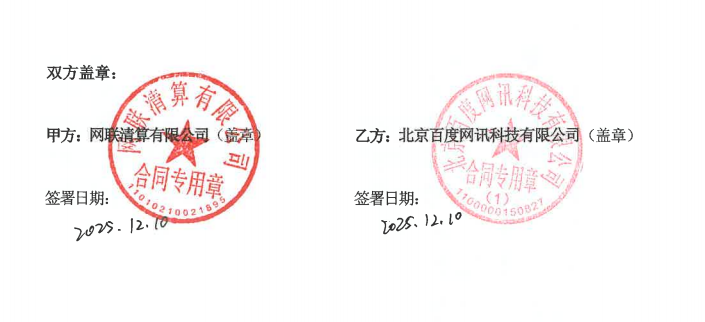 双方盖章：
甲方：网联清算有限公司（盖章）
乙方：北京百度网讯科技有限公司（盖章）
签署日期：
2025.12.10
签署日期：
2025.12.10
网联清算有限公司
合同专用章
11010210021895
北京百度网讯科技有限公司
合同专用章
（1）
1100000150827